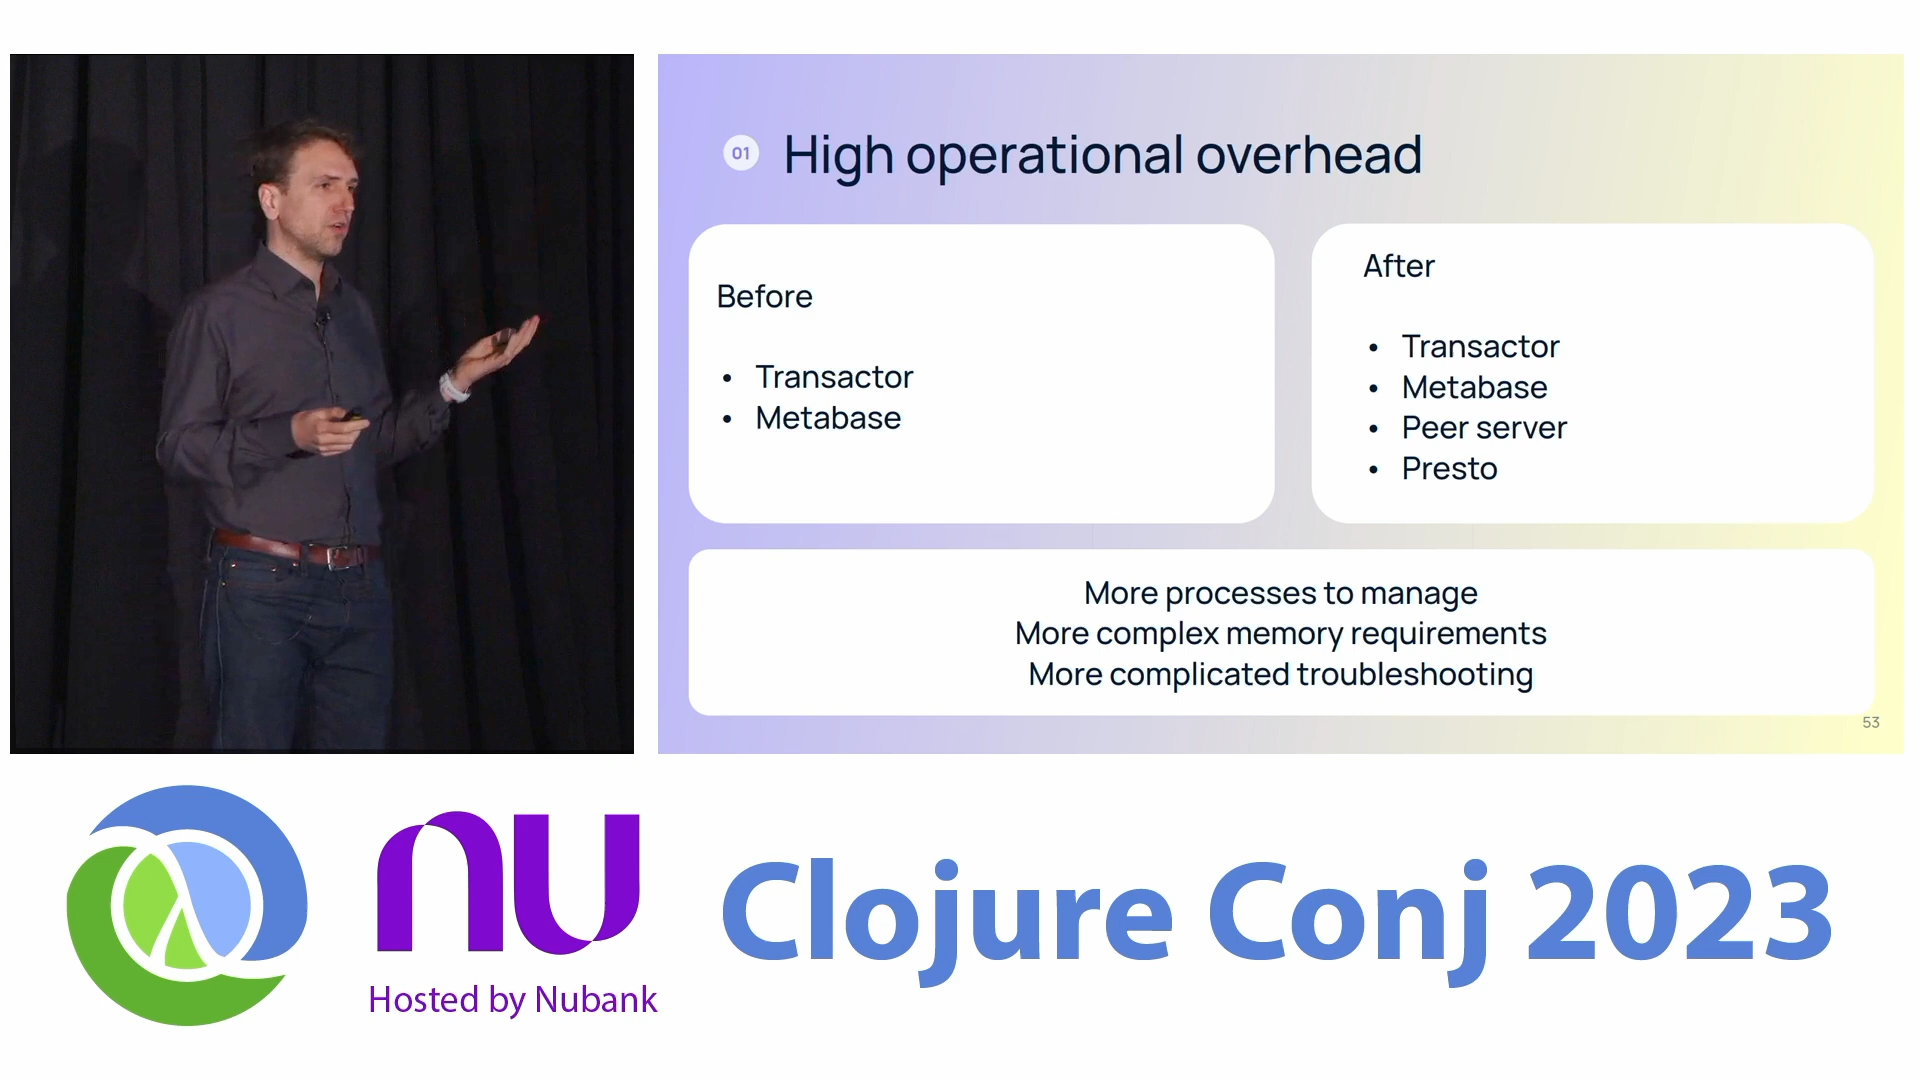 01 High operational overhead
Before
• Transactor
• Metabase
After
• Transactor
• Metabase
• Peer server
• Presto
More processes to manage
More complex memory requirements
More complicated troubleshooting
53
nu
Hosted by Nubank
Clojure Conj 2023